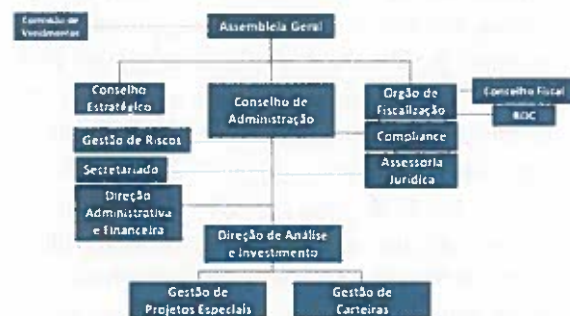 Comissão de
Vencimentos
Assembleia Geral
Conselho
Estratégico
Conselho de
Administração
Orgão de
Fiscalização
Conselho Fiscal
ROC
Gestão de Riscos
Compliance
Secretariado
Assessoria
Jurídica
Direção
Administrativa
e Financeira
Direção de Análise
e Investimento
Gestão de
Projetos Especiais
Gestão de
Carteiras